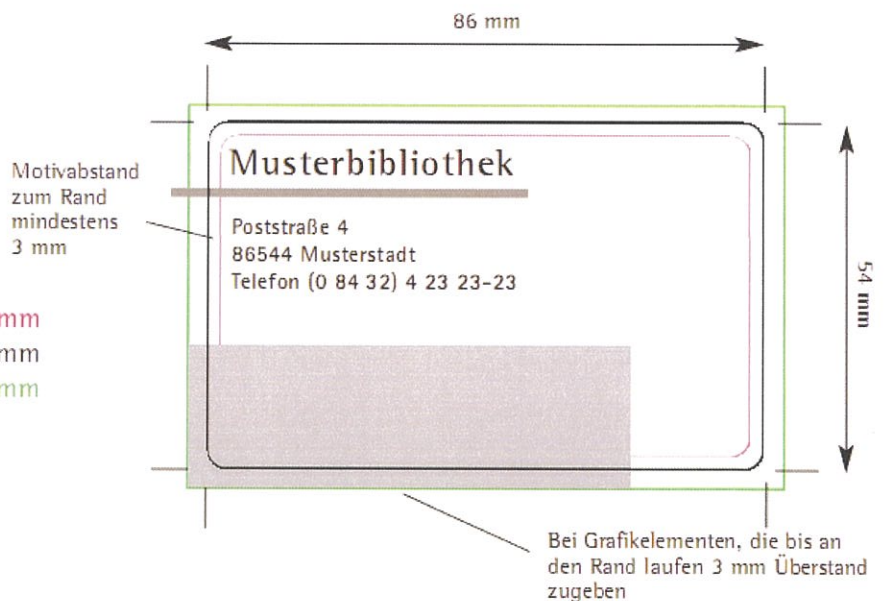 86 mm
Musterbibliothek
Motivabstand
zum Rand
mindestens
3 mm
Poststraße 4
86544 Musterstadt
Telefon (0 84 32) 4 23 23-23
54 mm
mm
mm
mm
Bei Grafikelementen, die bis an
den Rand laufen 3 mm Überstand
zugeben